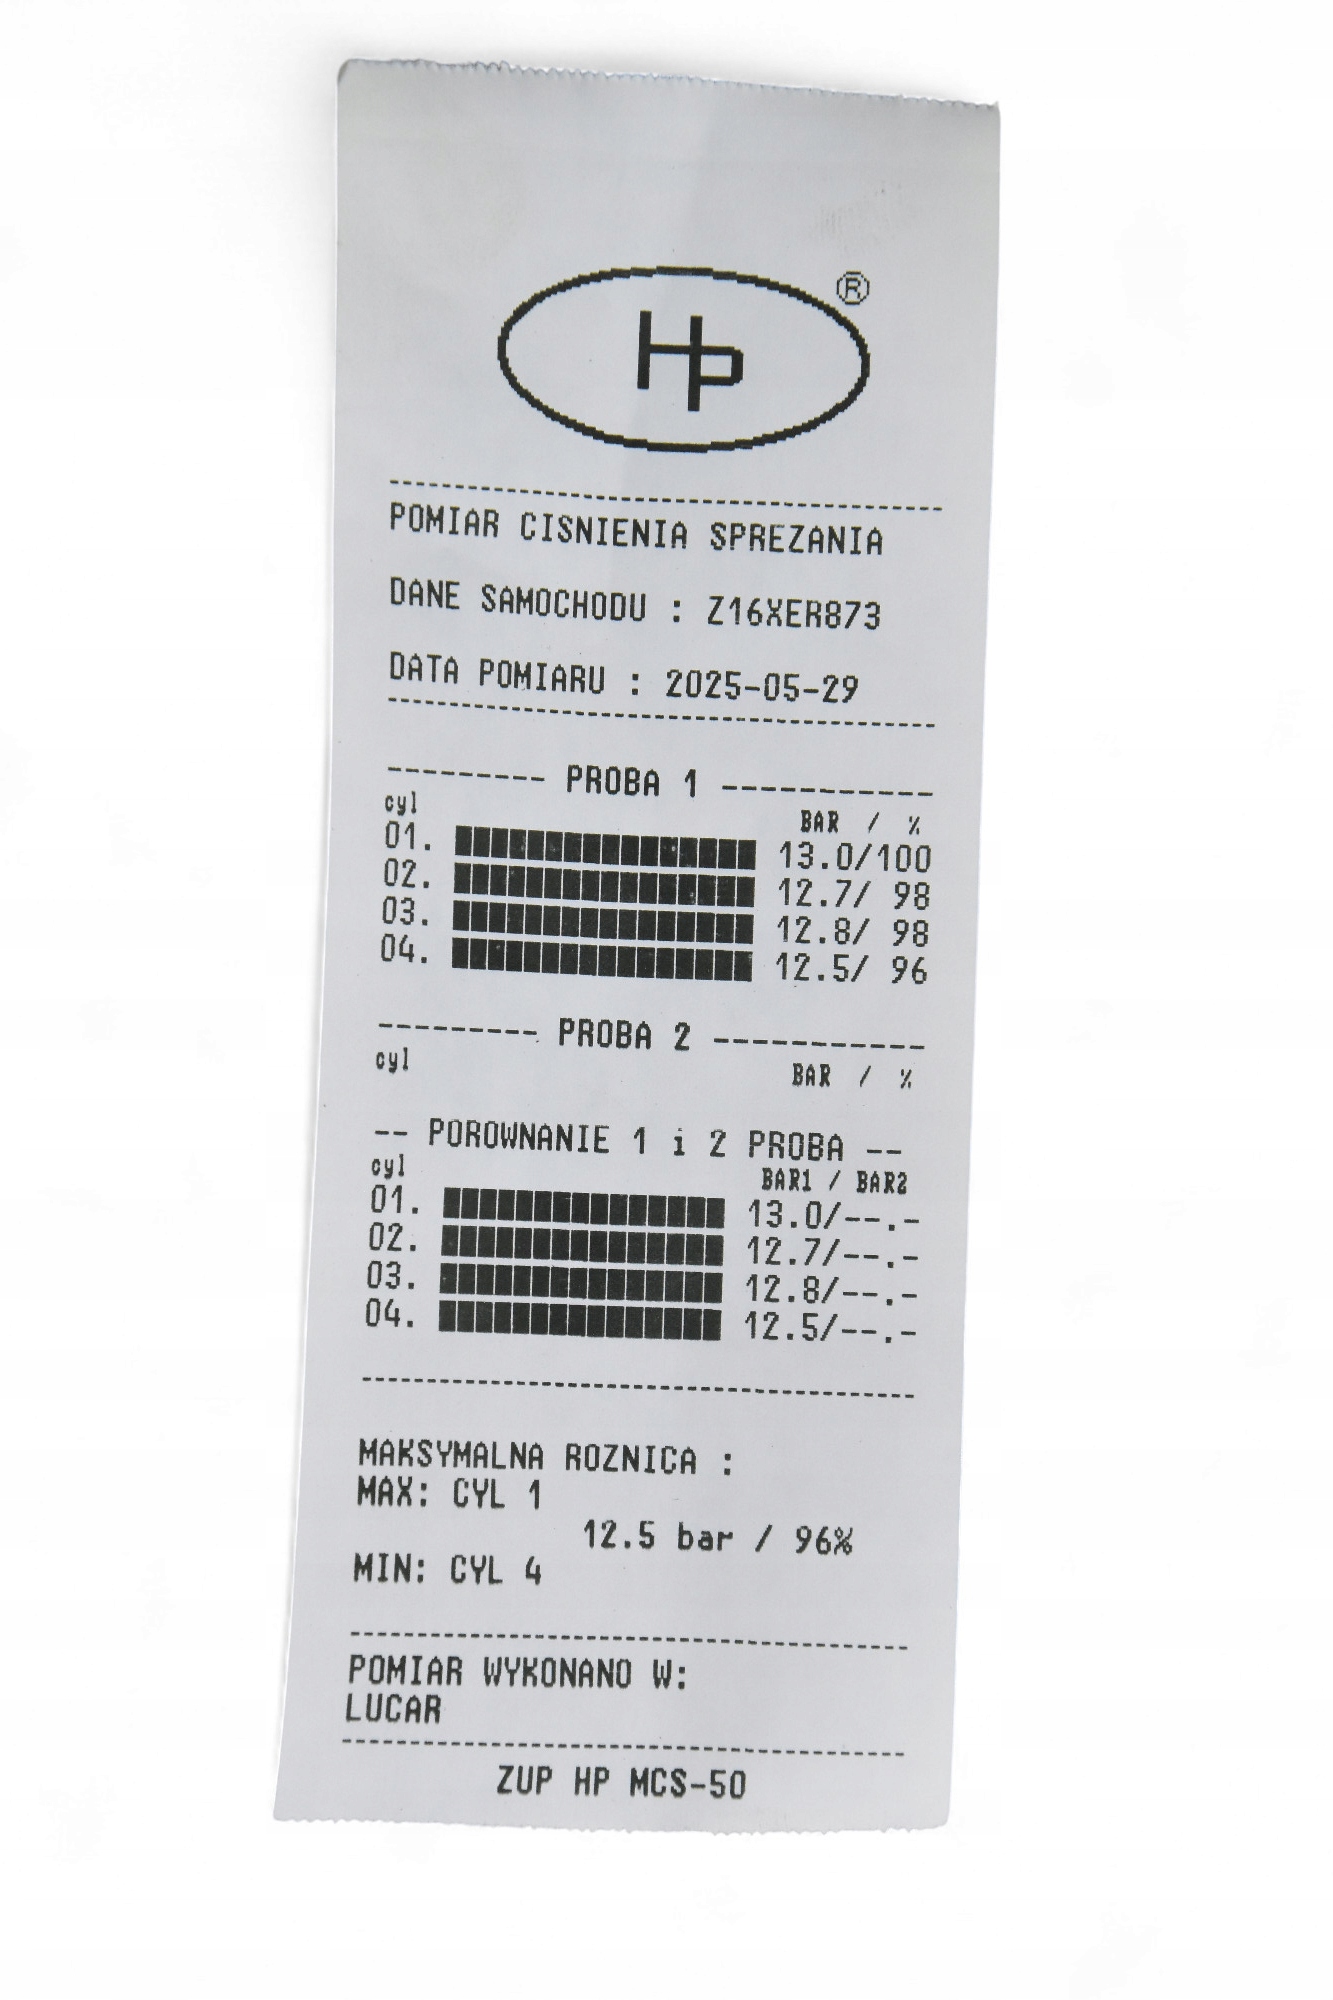 Hp ®
POMIAR CISNIENIA SPREZANIA
DANE SAMOCHODU : Z16XER873
DATA POMIARU : 2025-05-29
--------- PROBA 1 -----------
cyl BAR / %
01. 13.0/100
02. 12.7/ 98
03. 12.8/ 98
04. 12.5/ 96
--------- PROBA 2 -----------
cyl BAR / %
-- POROWNANIE 1 i 2 PROBA --
cyl BAR1 / BAR2
01. 13.0/--.-
02. 12.7/--.-
03. 12.8/--.-
04. 12.5/--.-
MAKSYMALNA ROZNICA :
MAX: CYL 1
12.5 bar / 96%
MIN: CYL 4
POMIAR WYKONANO W:
LUCAR
ZUP HP MCS-50